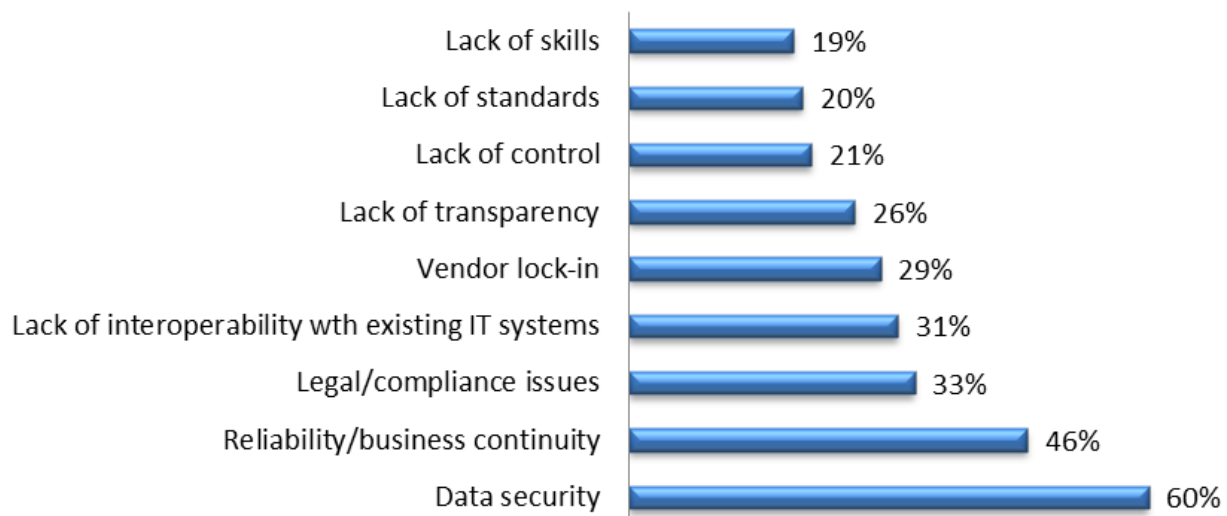 Lack of skills 19%
Lack of standards 20%
Lack of control 21%
Lack of transparency 26%
Vendor lock-in 29%
Lack of interoperability wth existing IT systems 31%
Legal/compliance issues 33%
Reliability/business continuity 46%
Data security 60%